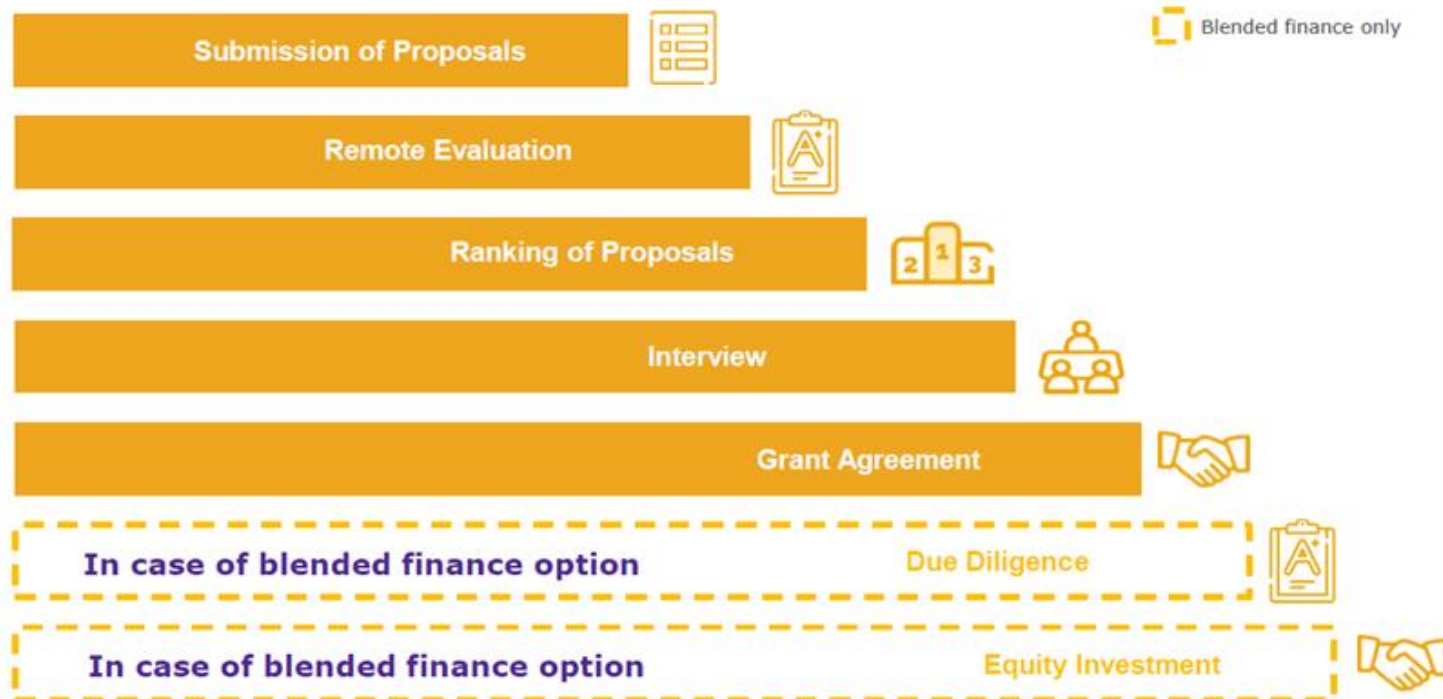 Blended finance only
Submission of Proposals
Remote Evaluation
A+
Ranking of Proposals
2 1 3
Interview
Grant Agreement
In case of blended finance option Due Diligence
A+
In case of blended finance option Equity Investment